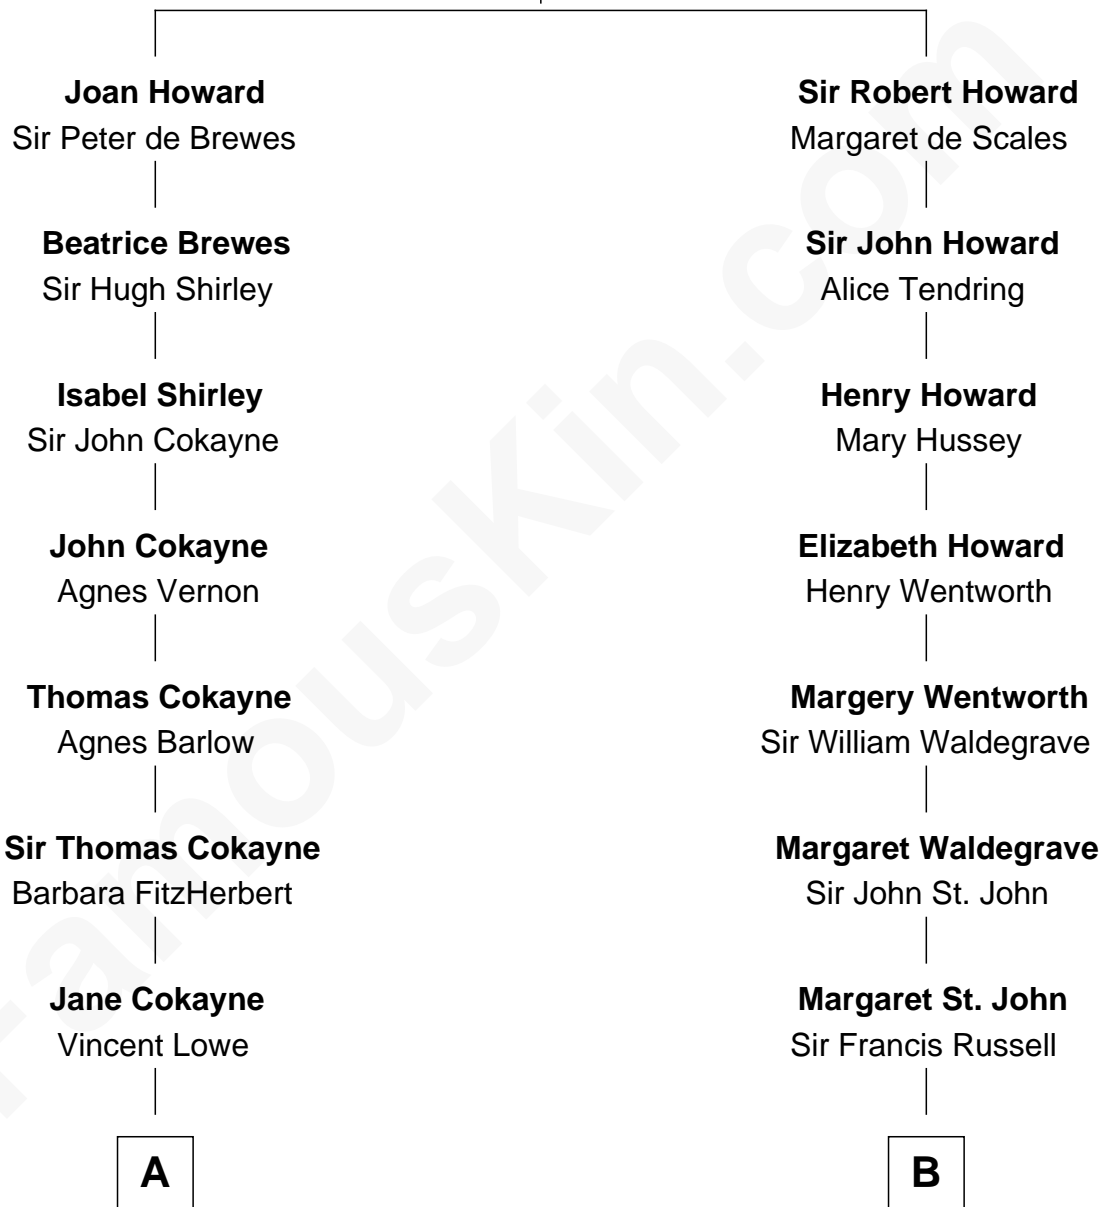 Joan Howard
Sir Peter de Brewes
Beatrice Brewes
Sir Hugh Shirley
Isabel Shirley
Sir John Cokayne
John Cokayne
Agnes Vernon
Thomas Cokayne
Agnes Barlow
Sir Thomas Cokayne
Barbara FitzHerbert
Jane Cokayne
Vincent Lowe
A
Sir Robert Howard
Margaret de Scales
Sir John Howard
Alice Tendring
Henry Howard
Mary Hussey
Elizabeth Howard
Henry Wentworth
Margery Wentworth
Sir William Waldegrave
Margaret Waldegrave
Sir John St. John
Margaret St. John
Sir Francis Russell
B
FamousKin.com